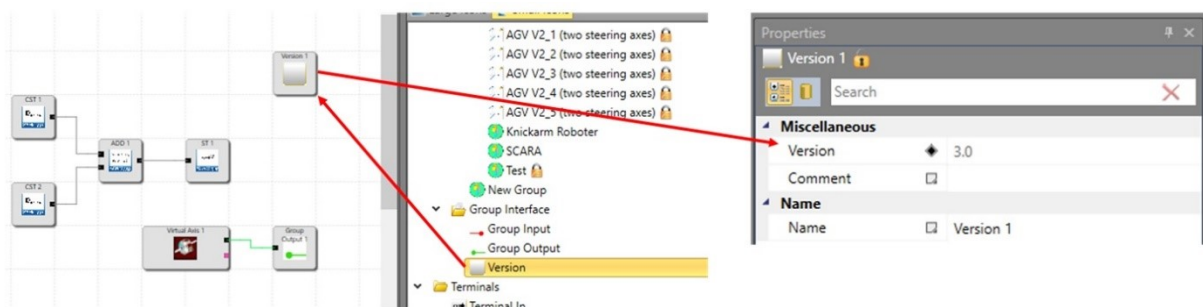 Version 1
CST 1
ADD 1
ST 1
CST 2
Virtual Axis 1
Group
Output 1
AGV V2_1 (two steering axes)
AGV V2_2 (two steering axes)
AGV V2_3 (two steering axes)
AGV V2_4 (two steering axes)
AGV V2_5 (two steering axes)
Knickarm Roboter
SCARA
Test
New Group
Group Interface
Group Input
Group Output
Version
Terminals
Terminal In
Properties
Version 1
Search
Miscellaneous
Version 3.0
Comment
Name
Name Version 1